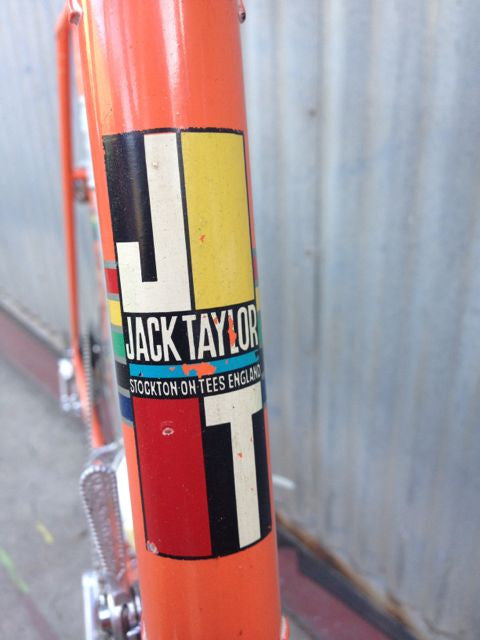 J
JACK TAYLOR
STOCKTON-ON-TEES ENGLAND
T